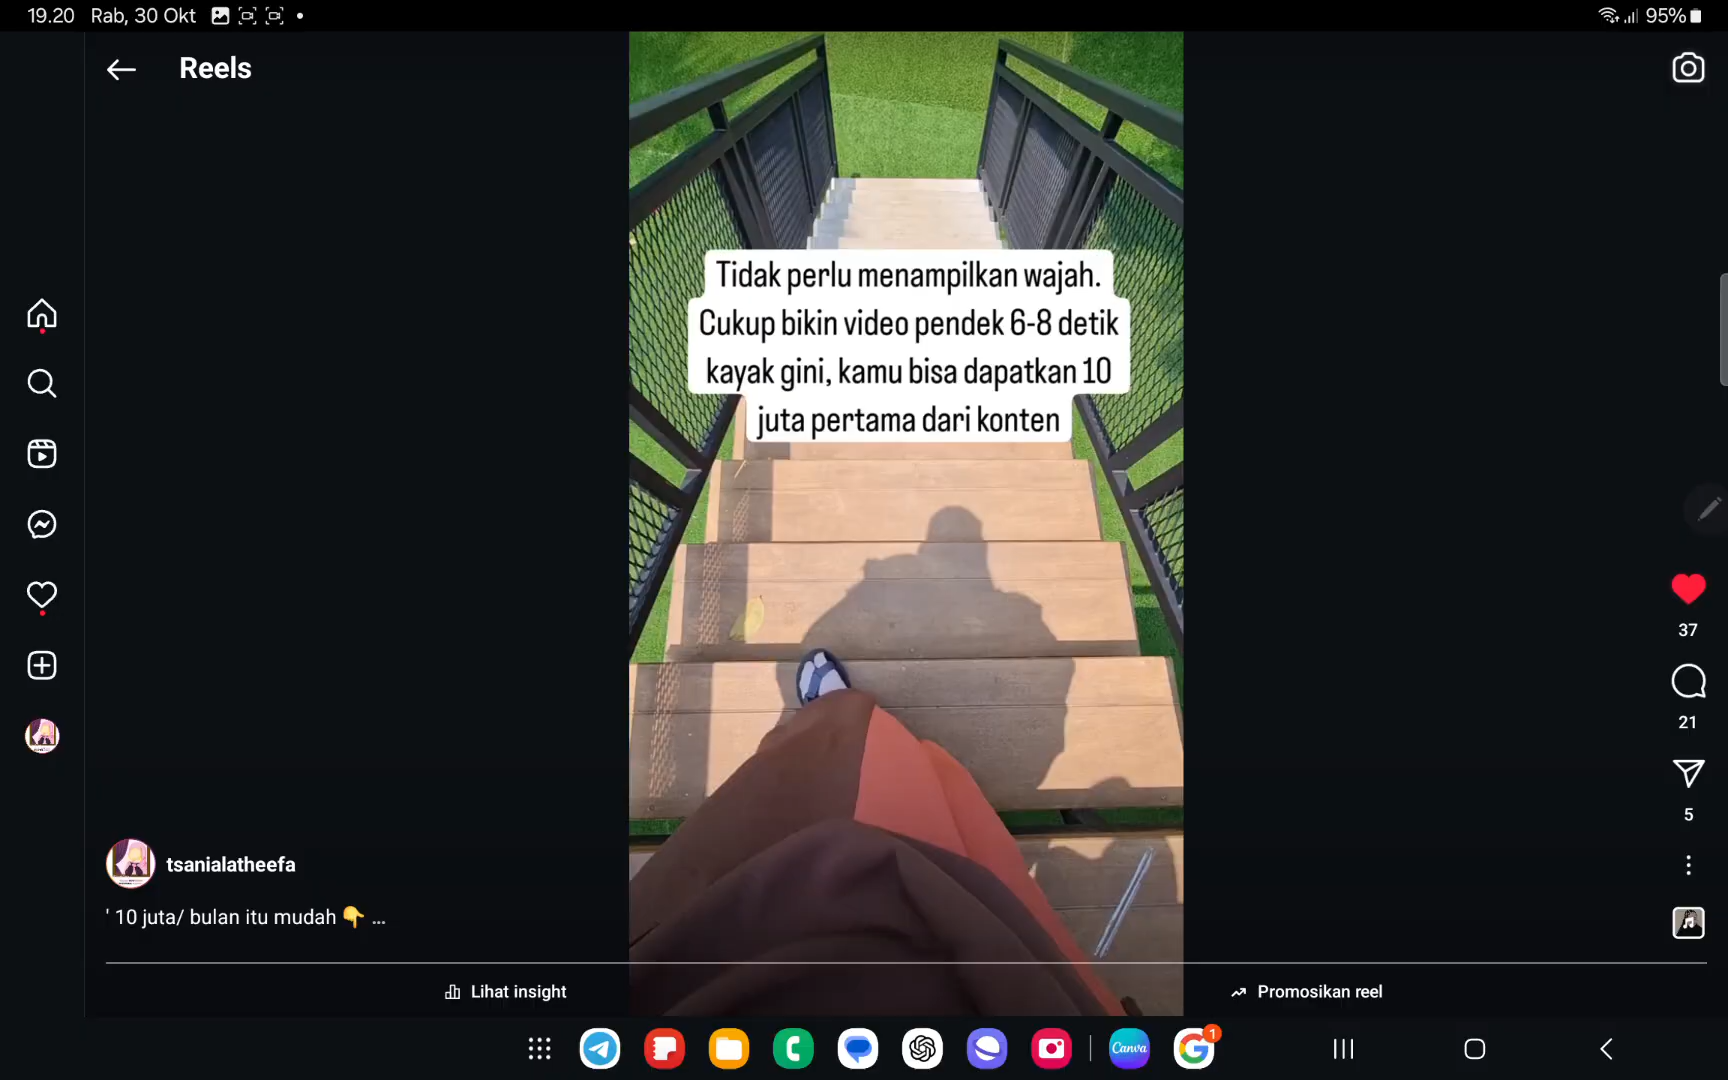 19.20 Rab, 30 Okt
95%
Reels
Tidak perlu menampilkan wajah.
Cukup bikin video pendek 6-8 detik
kayak gini, kamu bisa dapatkan 10
juta pertama dari konten
37
21
5
tsanialatheefa
' 10 juta/ bulan itu mudah 👇 ...
Lihat insight
Promosikan reel
Canva
1